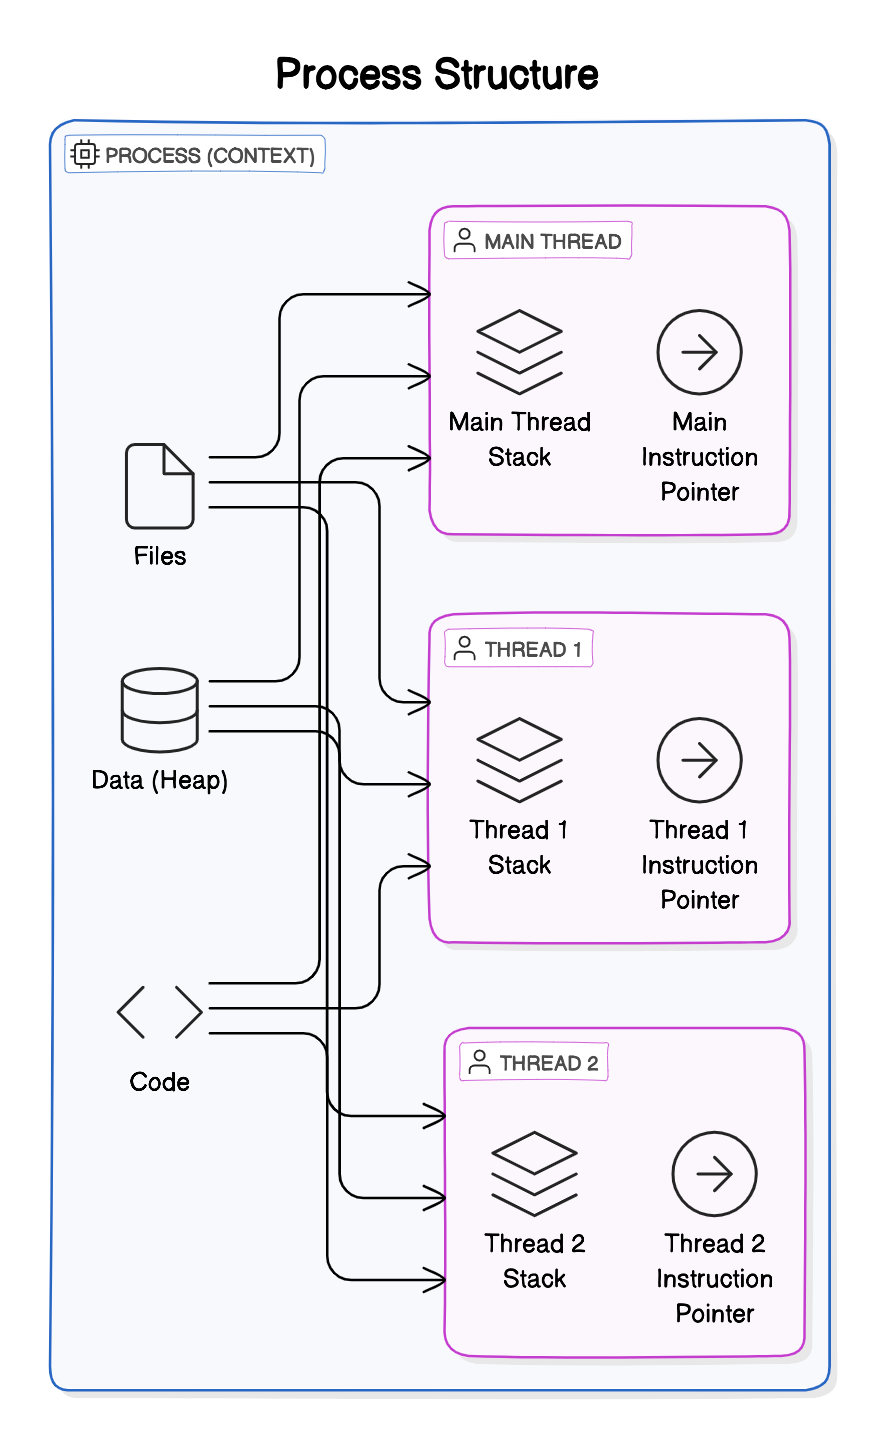 Process Structure
PROCESS (CONTEXT)
MAIN THREAD
Main Thread
Stack
Main
Instruction
Pointer
Files
THREAD 1
Data (Heap)
Thread 1
Stack
Thread 1
Instruction
Pointer
Code
THREAD 2
Thread 2
Stack
Thread 2
Instruction
Pointer